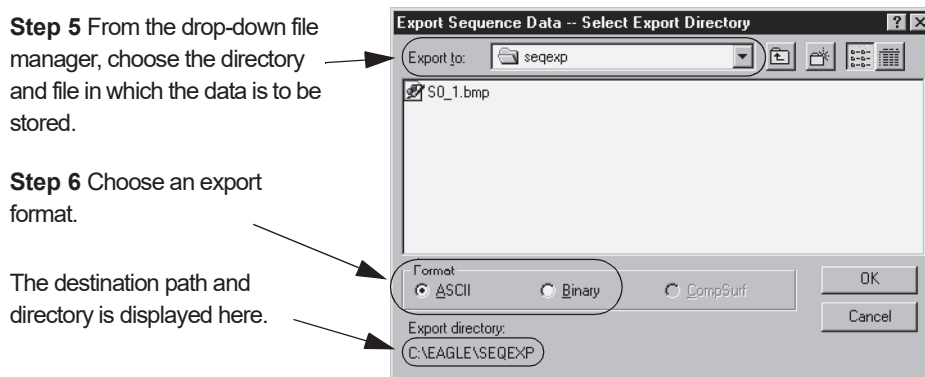 Step 5 From the drop-down file
manager, choose the directory
and file in which the data is to be
stored.
Step 6 Choose an export
format.
The destination path and
directory is displayed here.
Export Sequence Data -- Select Export Directory
Export to: seqexp
S0_1.bmp
Format
ASCII Binary CompSurf
OK
Cancel
Export directory:
C:\EAGLE\SEQEXP